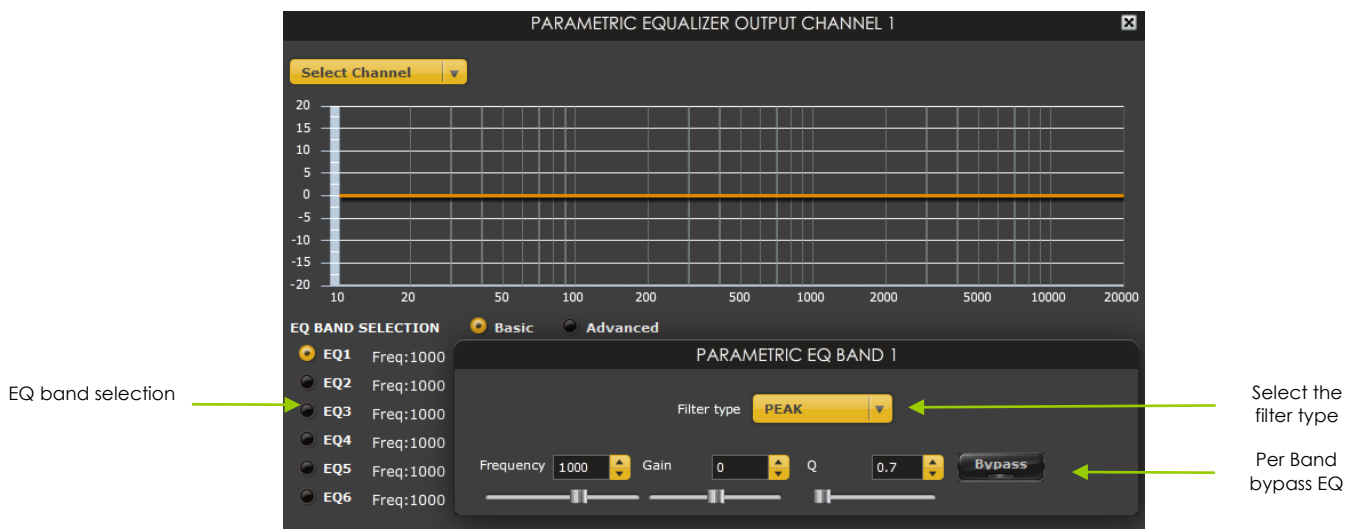 PARAMETRIC EQUALIZER OUTPUT CHANNEL 1
Select Channel
20
15
10
5
0
-5
-10
-15
-20
10 20 50 100 200 500 1000 2000 5000 10000 20000
EQ BAND SELECTION Basic Advanced
EQ1 Freq:1000
EQ2 Freq:1000
EQ3 Freq:1000
EQ4 Freq:1000
EQ5 Freq:1000
EQ6 Freq:1000
PARAMETRIC EQ BAND 1
Filter type PEAK
Frequency 1000 Gain 0 Q 0.7 Bypass
EQ band selection
Select the
filter type
Per Band
bypass EQ